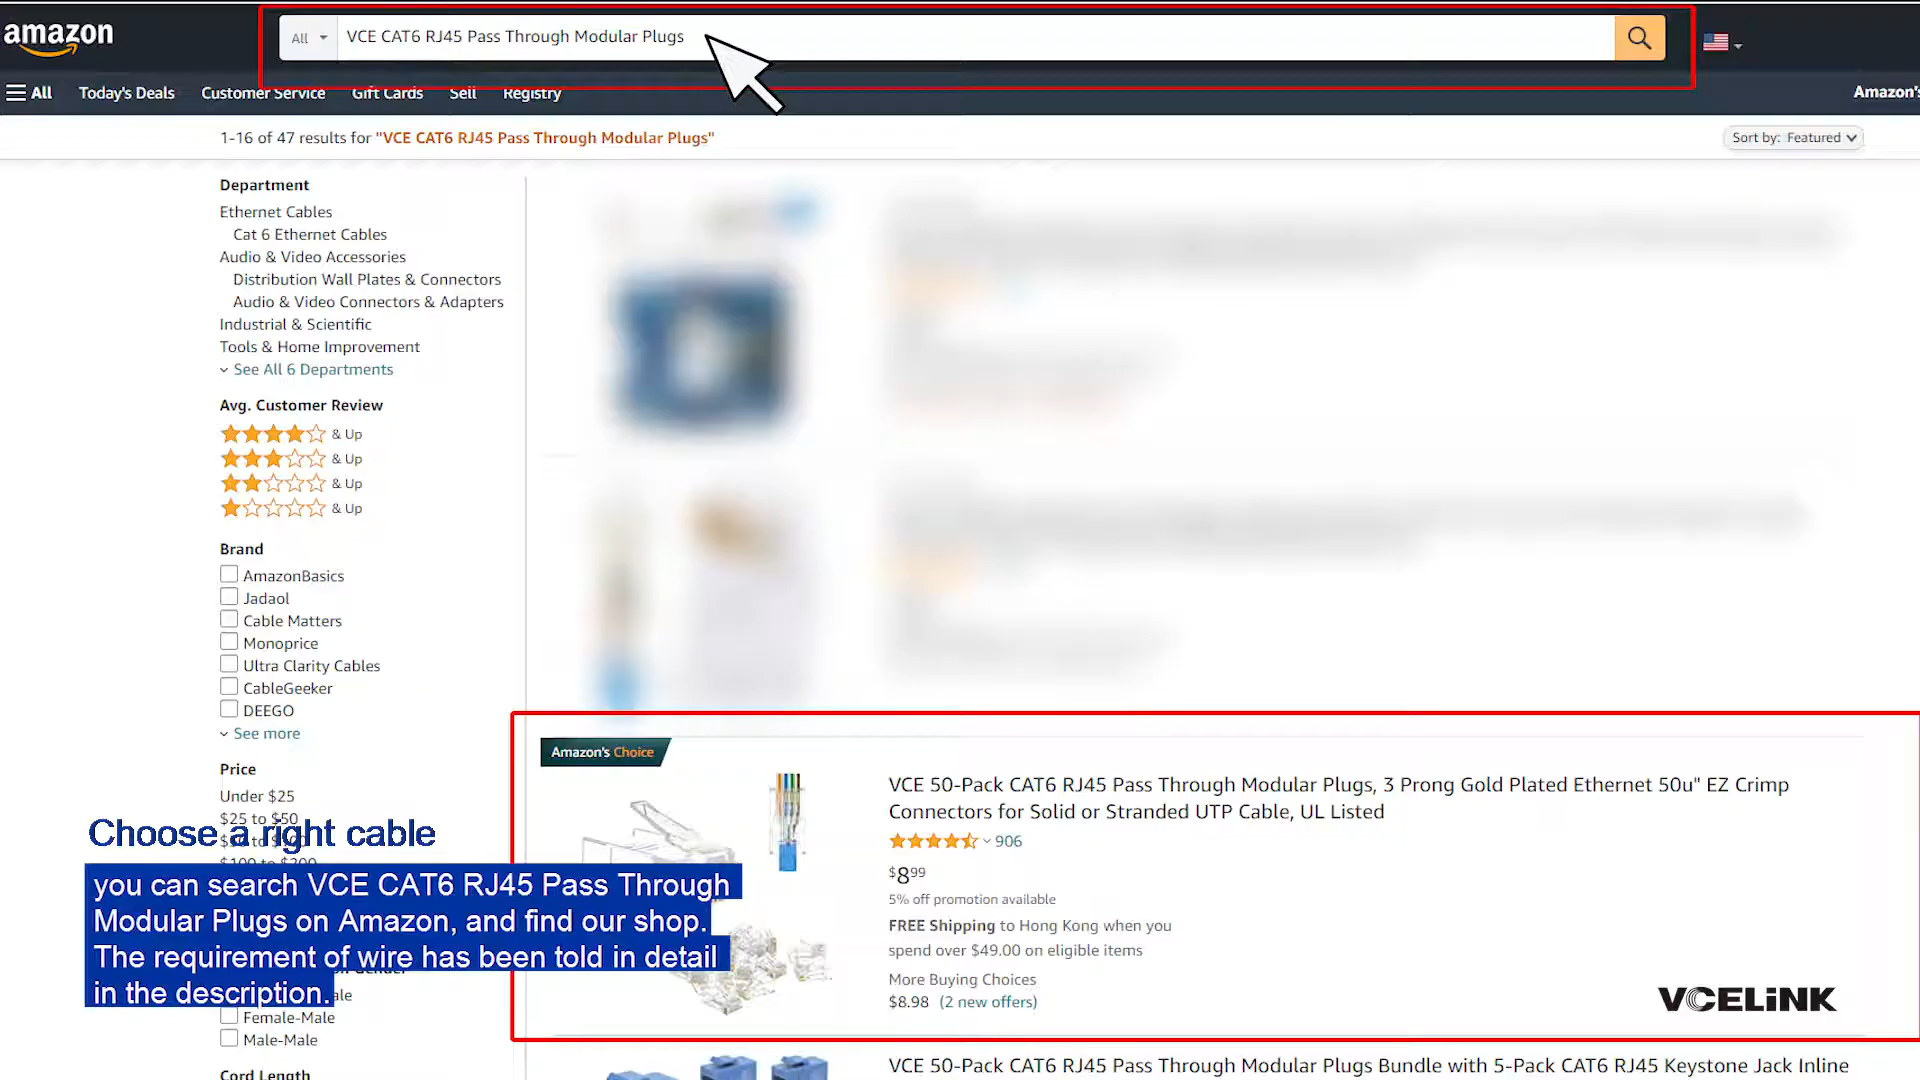 amazon
All
VCE CAT6 RJ45 Pass Through Modular Plugs
All
Today's Deals
Customer Service
Gift Cards
Sell
Registry
Amazon's
1-16 of 47 results for "VCE CAT6 RJ45 Pass Through Modular Plugs"
Sort by: Featured
Department
Ethernet Cables
Cat 6 Ethernet Cables
Audio & Video Accessories
Distribution Wall Plates & Connectors
Audio & Video Connectors & Adapters
Industrial & Scientific
Tools & Home Improvement
See All 6 Departments
Avg. Customer Review
& Up
& Up
& Up
& Up
Brand
AmazonBasics
Jadaol
Cable Matters
Monoprice
Ultra Clarity Cables
CableGeeker
DEEGO
See more
Price
Under $25
$25 to $50
$100 to $200
Choose a right cable
you can search VCE CAT6 RJ45 Pass Through
Modular Plugs on Amazon, and find our shop.
The requirement of wire has been told in detail
in the description.
Female-Male
Male-Male
Cord Length
Amazon's Choice
VCE 50-Pack CAT6 RJ45 Pass Through Modular Plugs, 3 Prong Gold Plated Ethernet 50u" EZ Crimp
Connectors for Solid or Stranded UTP Cable, UL Listed
906
$8.99
5% off promotion available
FREE Shipping to Hong Kong when you
spend over $49.00 on eligible items
More Buying Choices
$8.98 (2 new offers)
VCELiNK
VCE 50-Pack CAT6 RJ45 Pass Through Modular Plugs Bundle with 5-Pack CAT6 RJ45 Keystone Jack Inline